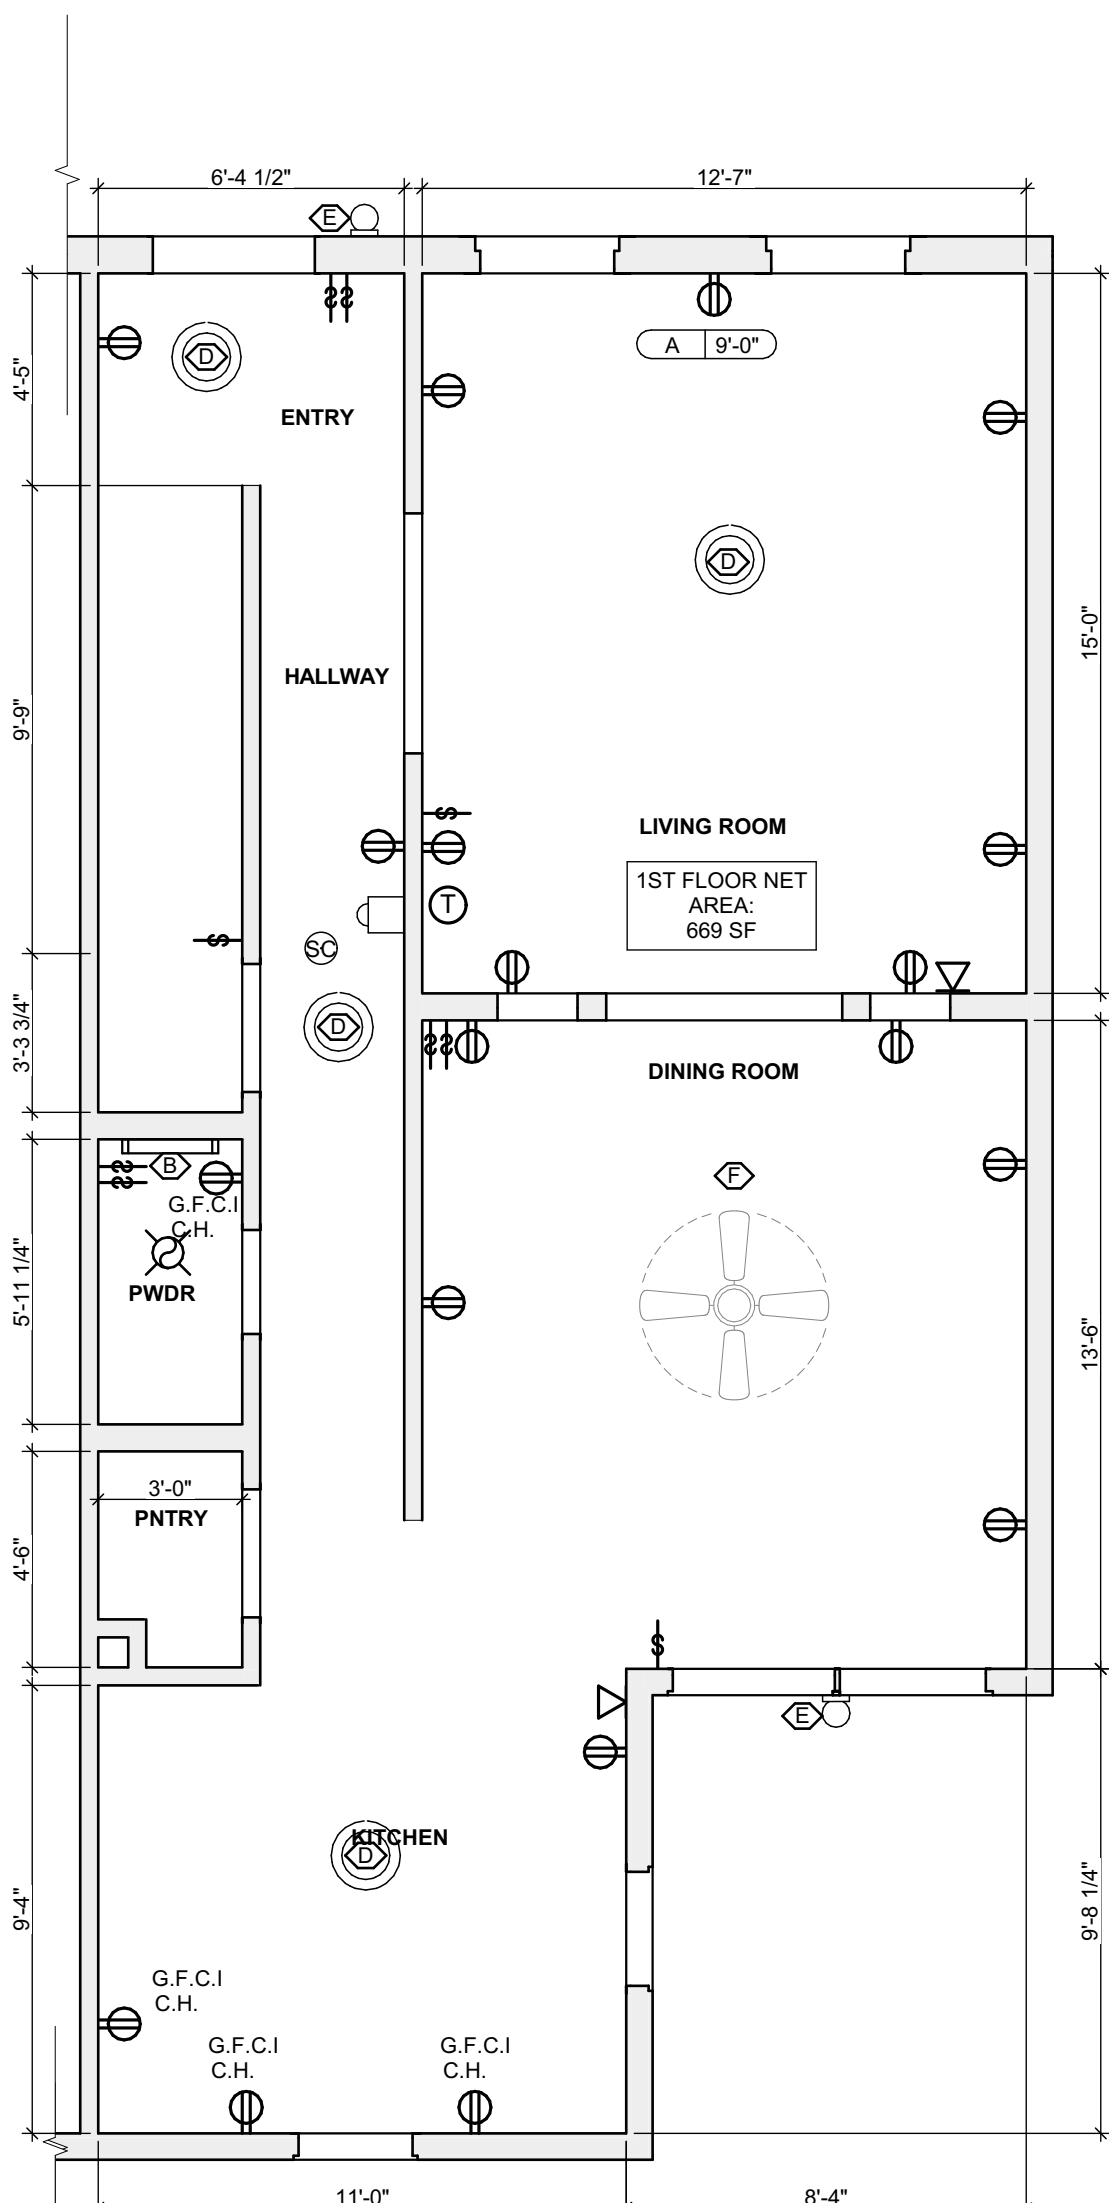 6'-4 1/2"
12'-7"
E
A 9'-0"
D
4'-5"
ENTRY
D
15'-0"
HALLWAY
9'-9"
S
LIVING ROOM
1ST FLOOR NET
AREA:
669 SF
T
S
SC
D
3'-3 3/4"
DINING ROOM
B
F
G.F.C.I
C.H.
5'-11 1/4"
PWDR
13'-6"
3'-0"
PNTRY
4'-6"
S
E
KITCHEN
D
9'-4"
9'-8 1/4"
G.F.C.I
C.H.
G.F.C.I
C.H.
G.F.C.I
C.H.
11'-0"
8'-4"